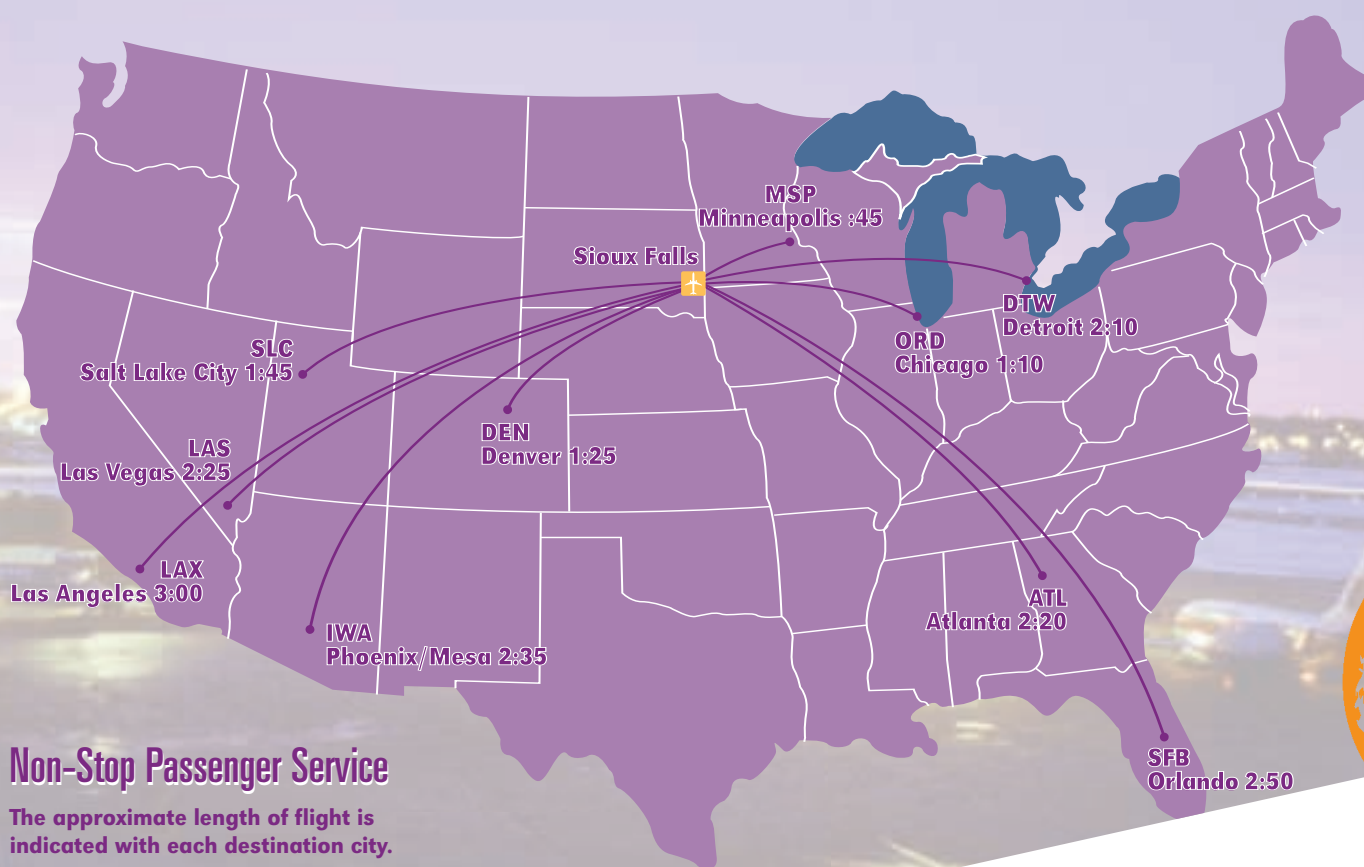 MSP
Minneapolis :45
Sioux Falls
DTW
Detroit 2:10
ORD
Chicago 1:10
SLC
Salt Lake City 1:45
DEN
Denver 1:25
LAS
Las Vegas 2:25
LAX
Las Angeles 3:00
IWA
Phoenix/Mesa 2:35
ATL
Atlanta 2:20
SFB
Orlando 2:50
Non-Stop Passenger Service
The approximate length of flight is
indicated with each destination city.